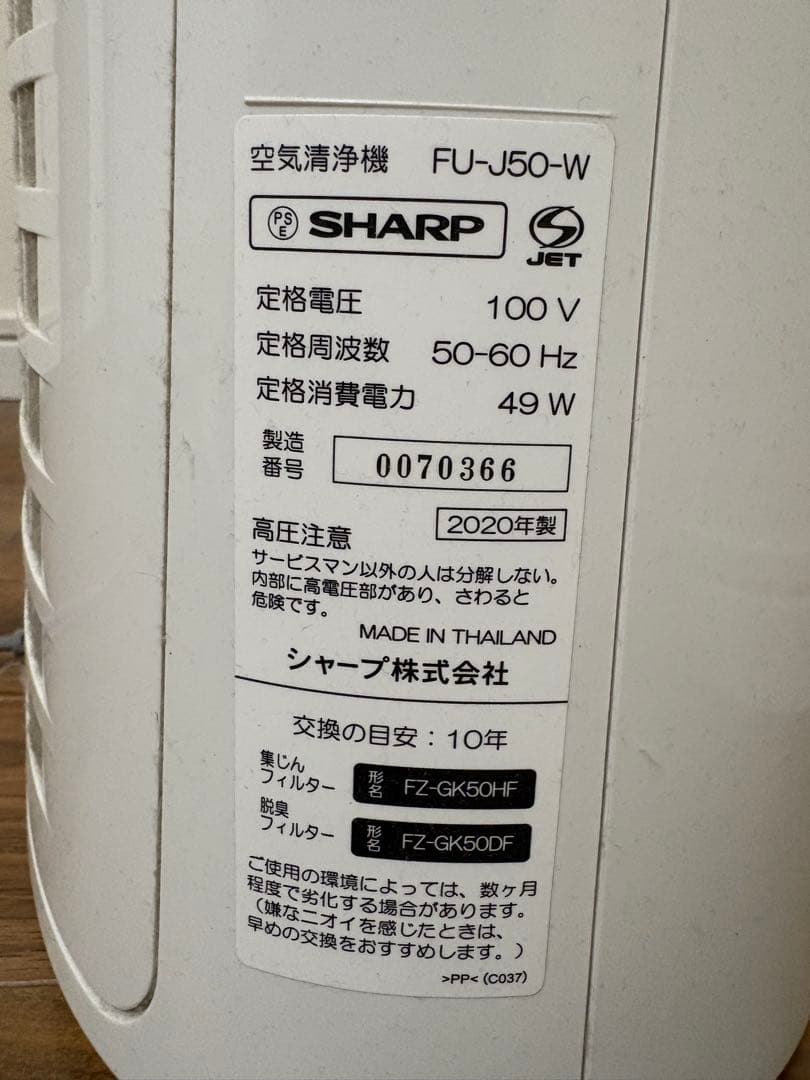 空気清浄機 FU-J50-W
PSE SHARP S JET
定格電圧 100 V
定格周波数 50-60 Hz
定格消費電力 49 W
製造番号 0070366
2020年製
高圧注意
サービスマン以外の人は分解しない。
内部に高電圧部があり、さわると
危険です。
MADE IN THAILAND
シャープ株式会社
交換の目安：10年
集じん
フィルター 形名 FZ-GK50HF
脱臭
フィルター 形名 FZ-GK50DF
ご使用の環境によっては、数ヶ月
程度で劣化する場合があります。
（嫌なニオイを感じたときは、
早めの交換をおすすめします。）
>PP< (C037)